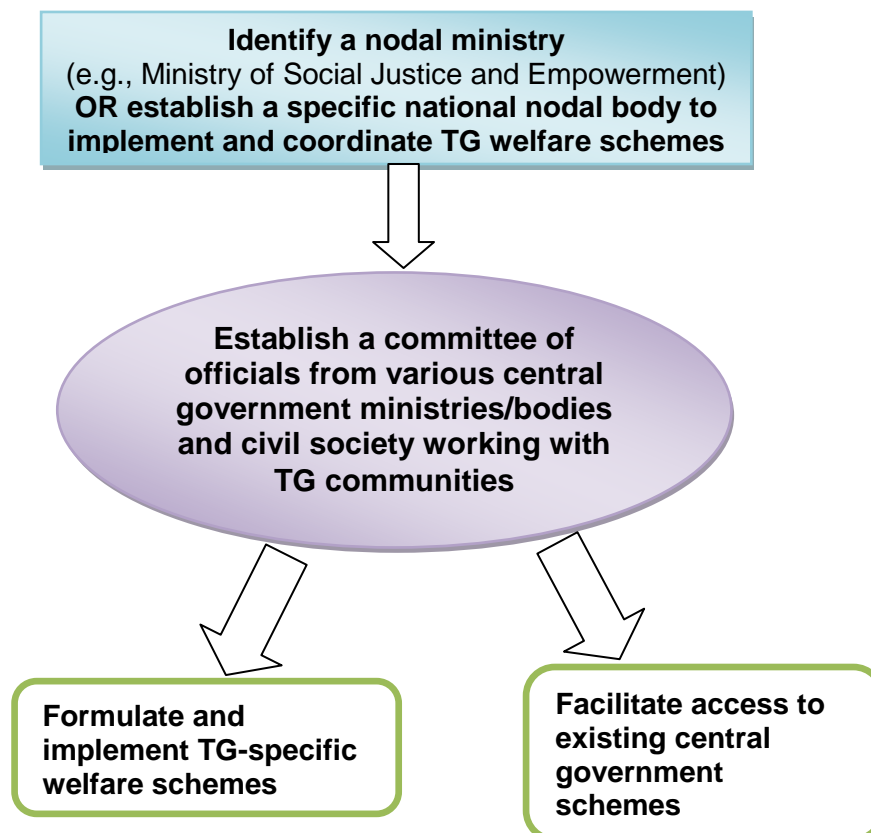 Identify a nodal ministry
(e.g., Ministry of Social Justice and Empowerment)
OR establish a specific national nodal body to
implement and coordinate TG welfare schemes
Establish a committee of
officials from various central
government ministries/bodies
and civil society working with
TG communities
Formulate and
implement TG-specific
welfare schemes
Facilitate access to
existing central
government
schemes